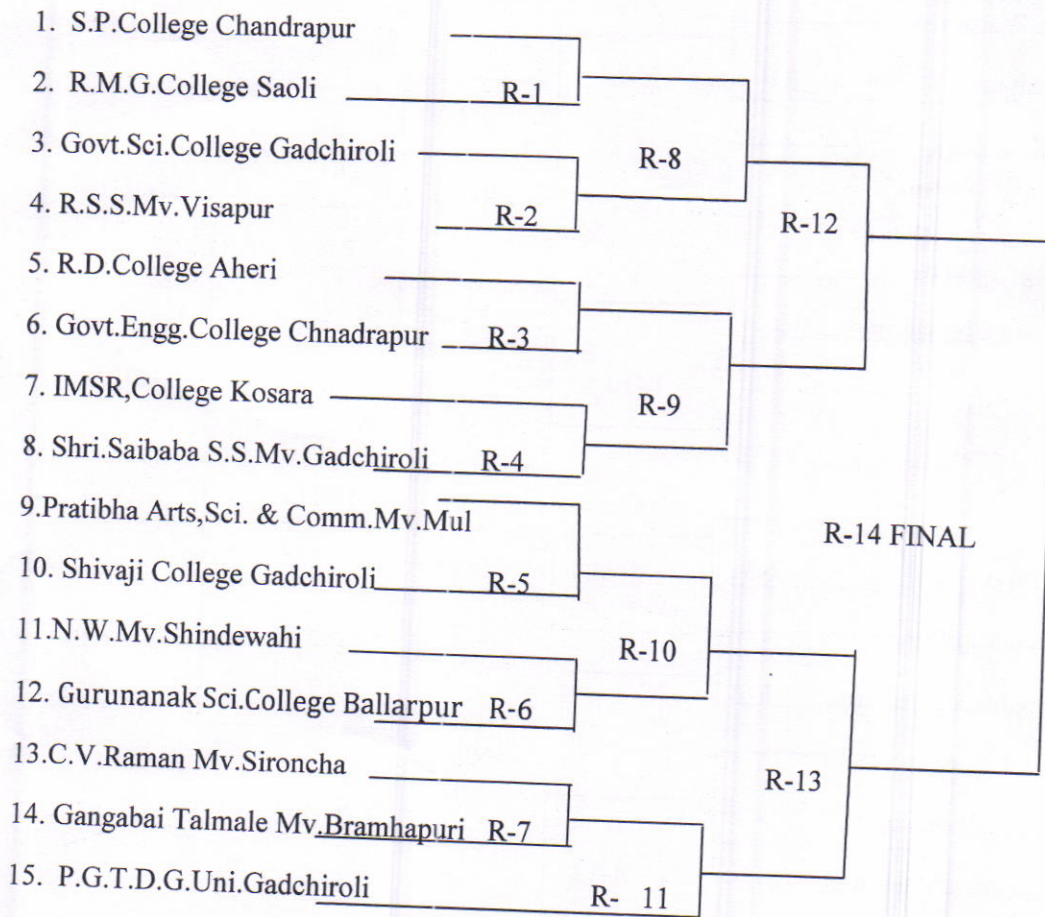 1. S.P.College Chandrapur
2. R.M.G.College Saoli R-1
3. Govt.Sci.College Gadchiroli R-8
4. R.S.S.Mv.Visapur R-2 R-12
5. R.D.College Aheri
6. Govt.Engg.College Chnadrapur R-3
7. IMSR,College Kosara R-9
8. Shri.Saibaba S.S.Mv.Gadchiroli R-4
9.Pratibha Arts,Sci. & Comm.Mv.Mul R-14 FINAL
10. Shivaji College Gadchiroli R-5
11.N.W.Mv.Shindewahi R-10
12. Gurunanak Sci.College Ballarpur R-6
13.C.V.Raman Mv.Sironcha R-13
14. Gangabai Talmale Mv.Bramhapuri R-7
15. P.G.T.D.G.Uni.Gadchiroli R- 11